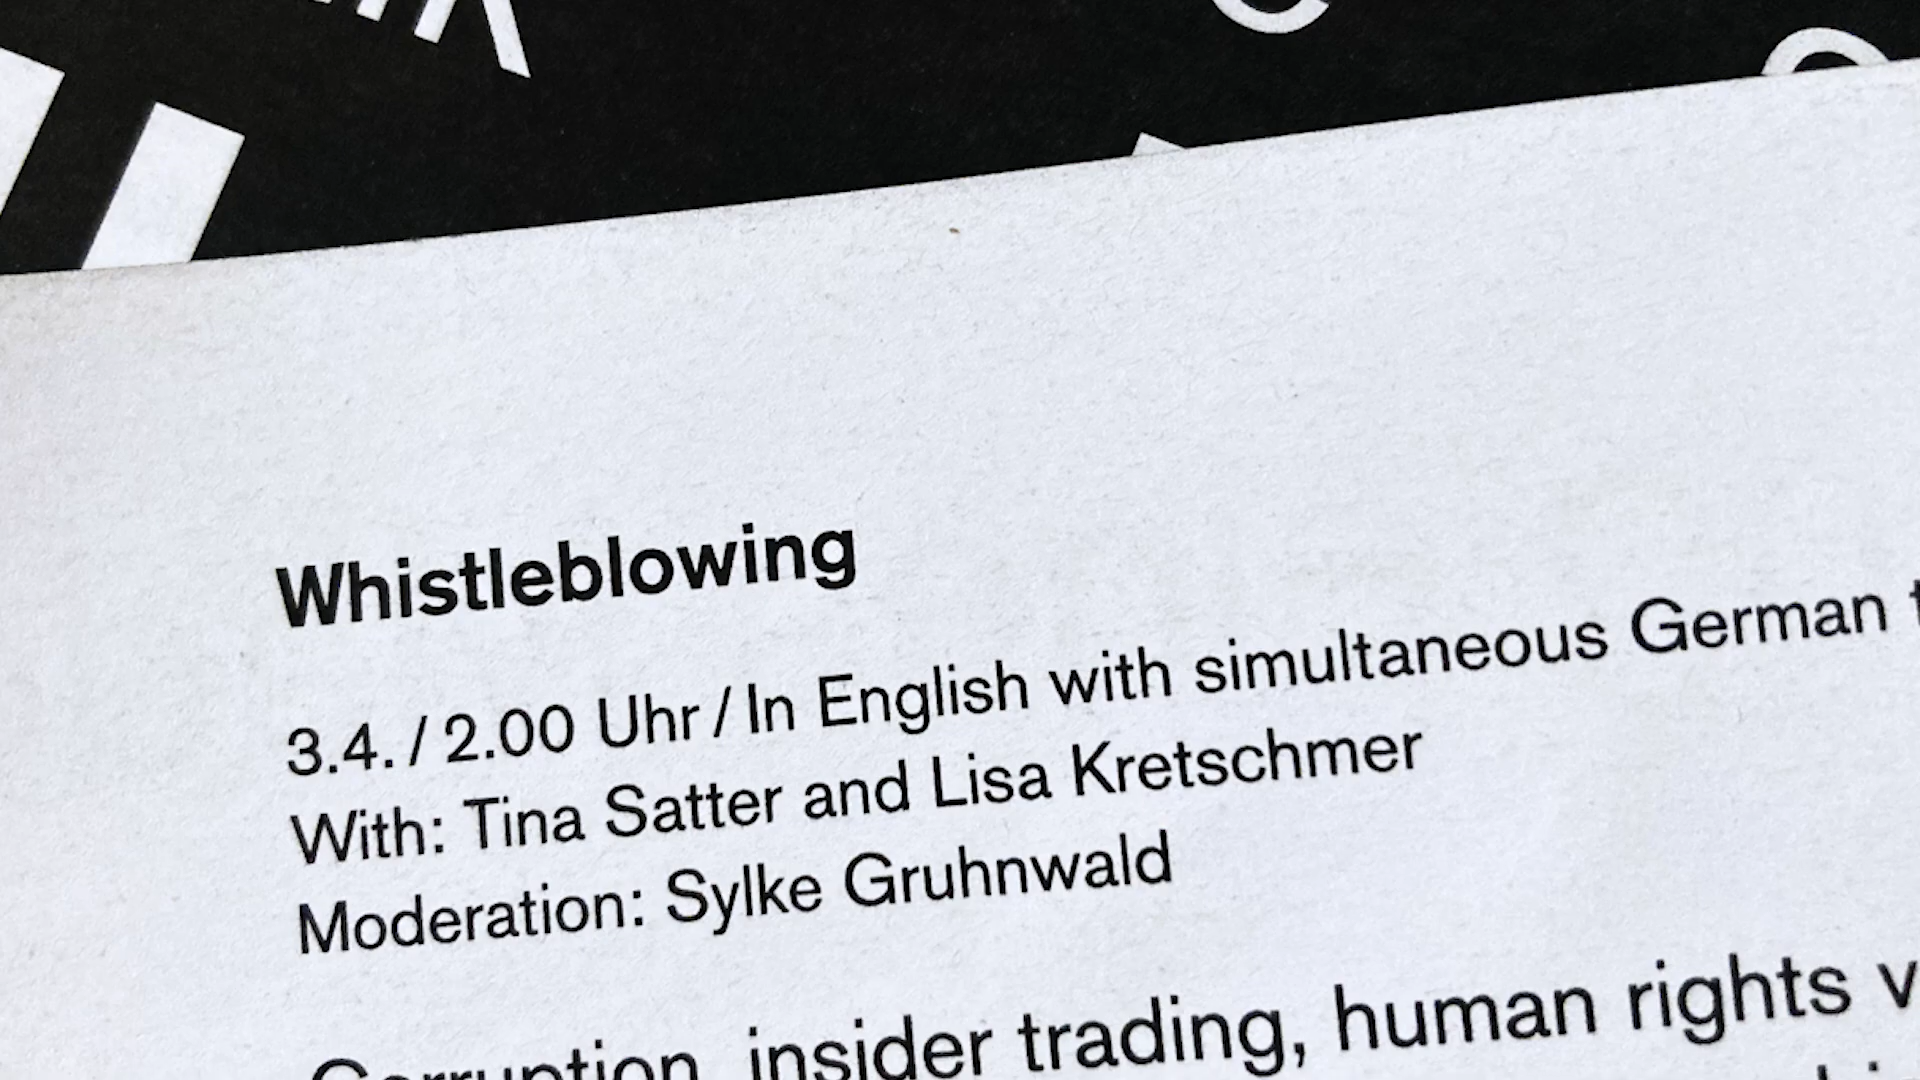 Whistleblowing
3.4. / 2.00 Uhr / In English with simultaneous German
With: Tina Satter and Lisa Kretschmer
Moderation: Sylke Gruhnwald
Corruption, insider trading, human rights